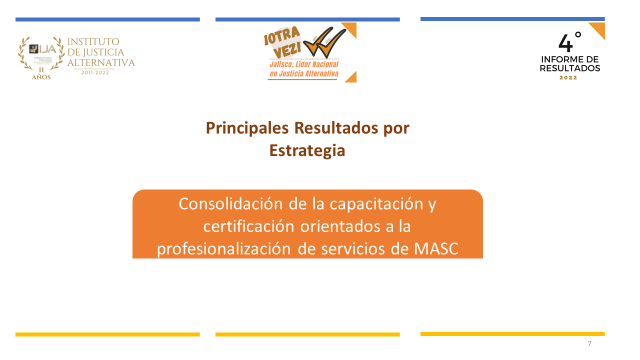 IJA
11
AÑOS
INSTITUTO
DE JUSTICIA
ALTERNATIVA
2011-2022
¡OTRA
VEZ!
Jalisco, Líder Nacional
en Justicia Alternativa
4°
INFORME DE
RESULTADOS
2022
Principales Resultados por
Estrategia
Consolidación de la capacitación y
certificación orientados a la
profesionalización de servicios de MASC
7